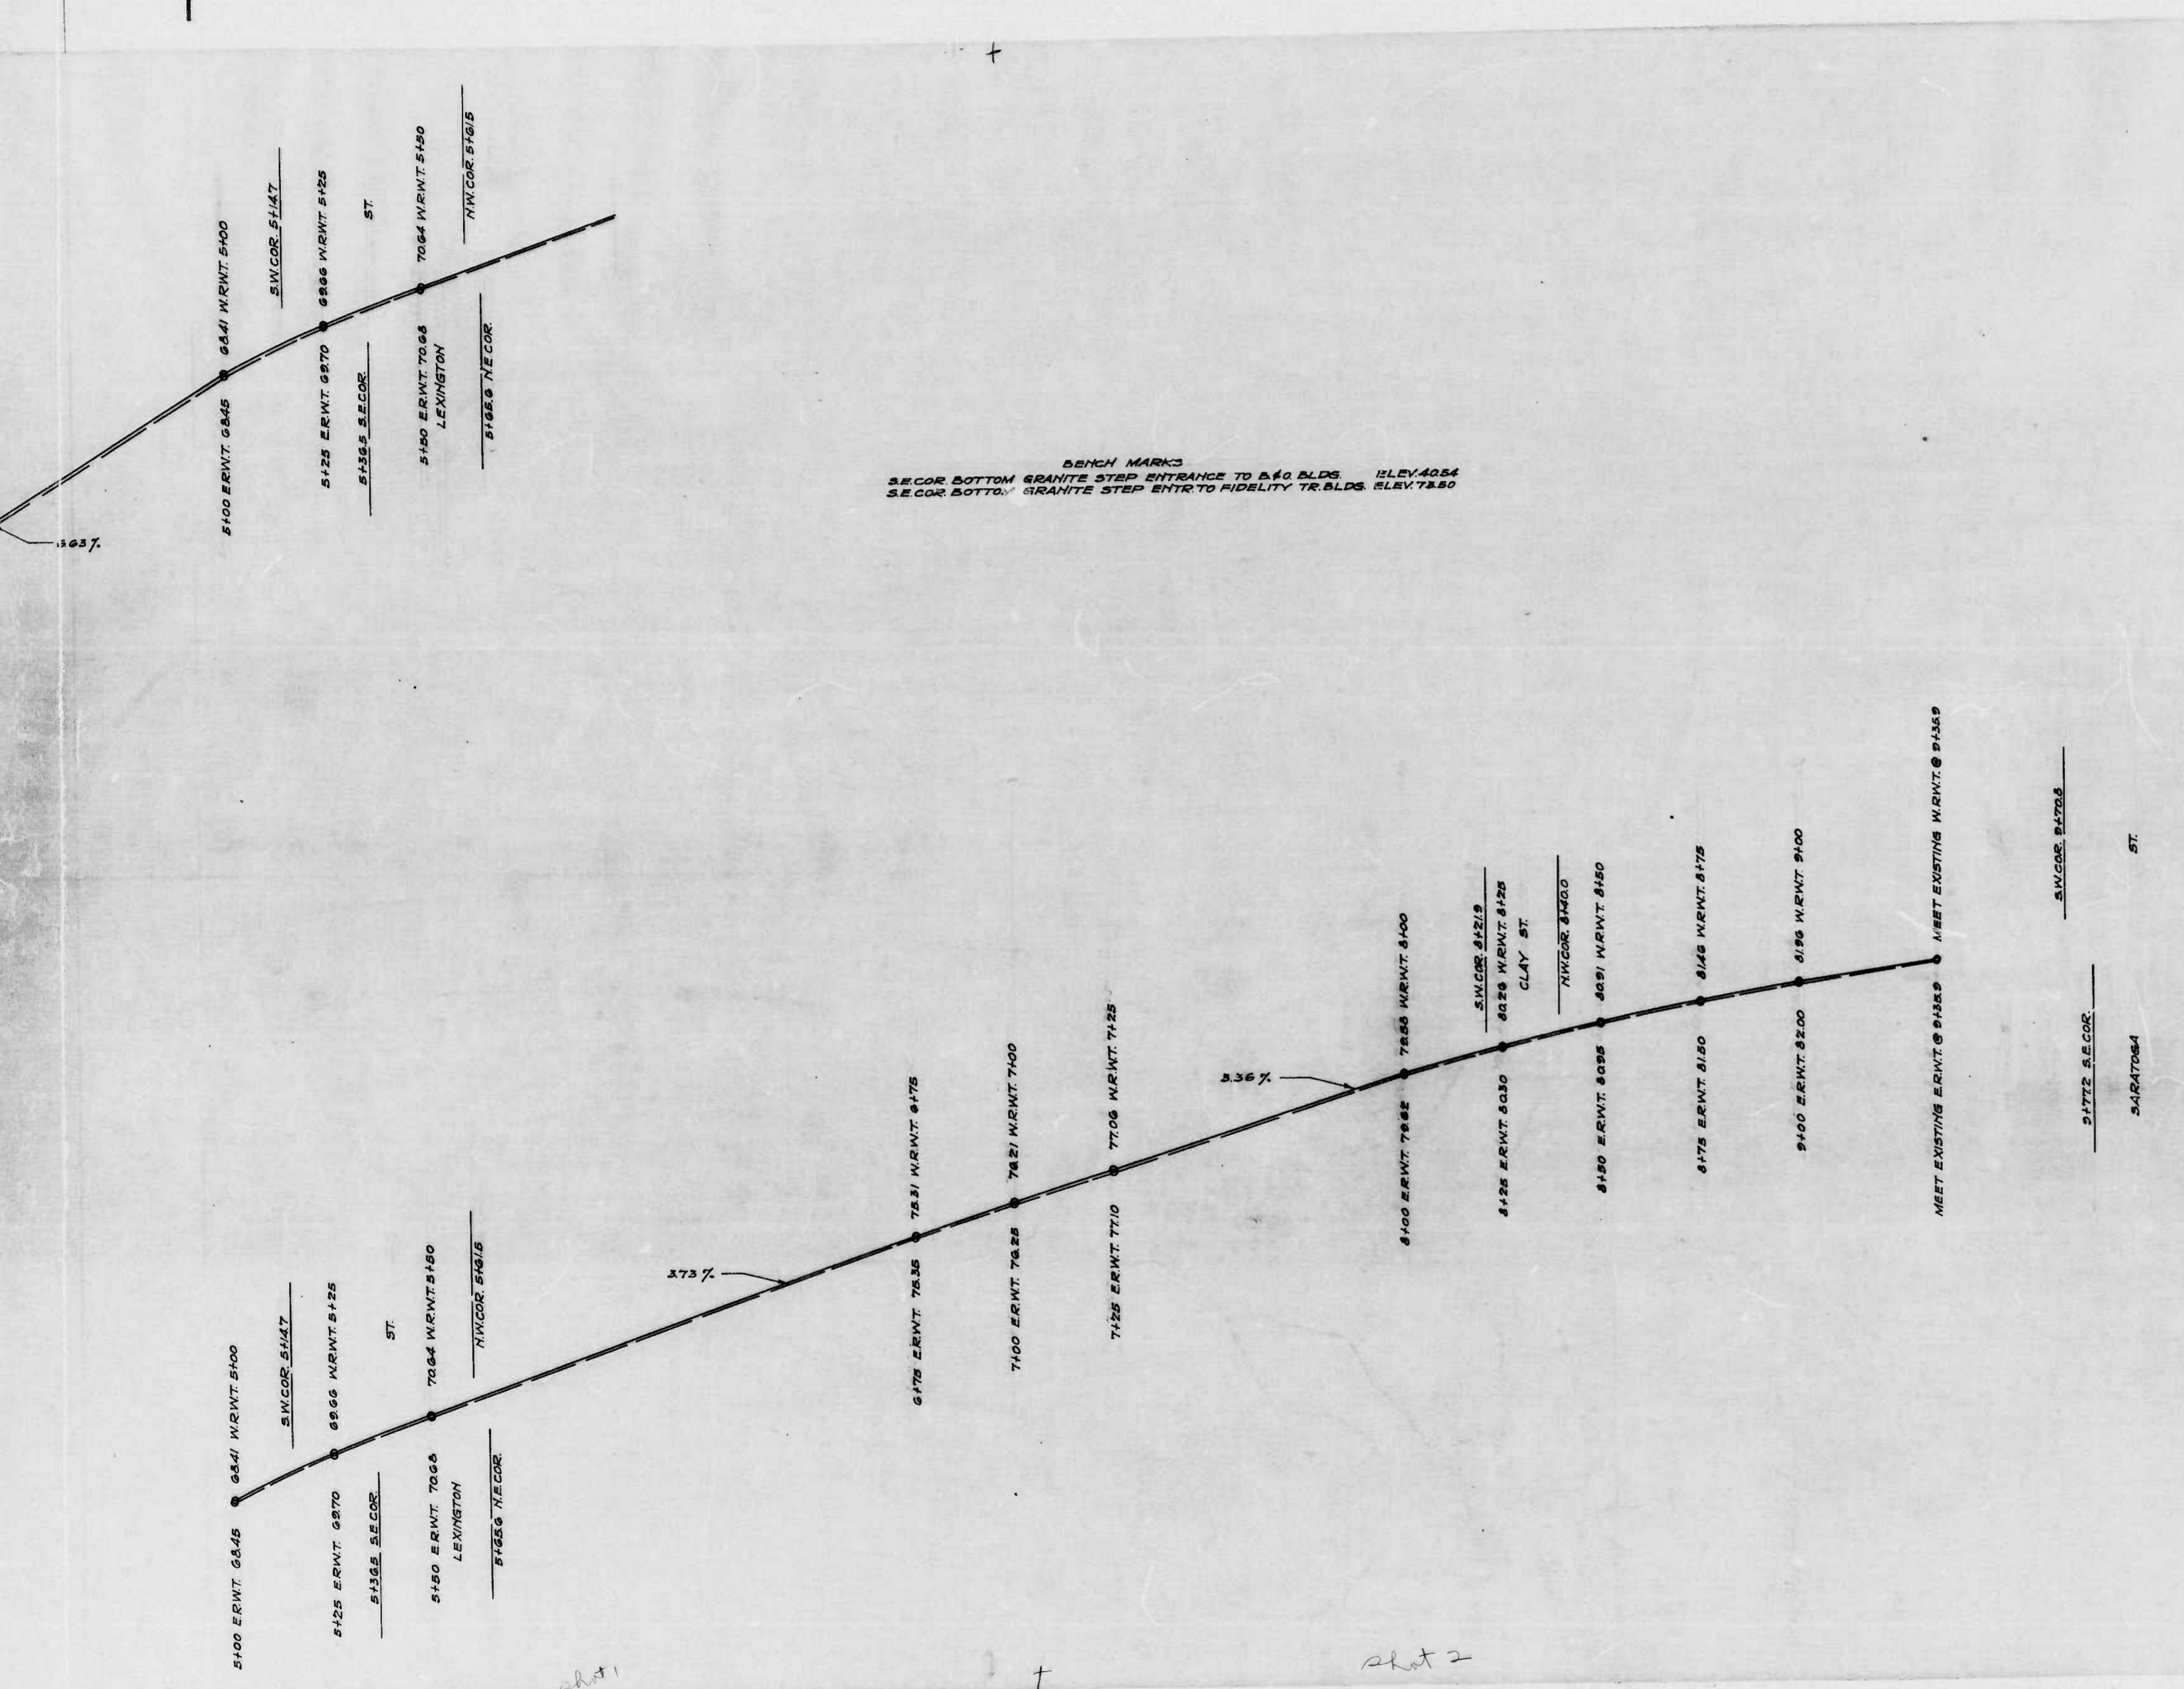 5+00 E.R.W.T. 68.45 68.41 W.R.W.T. 5+00
S.W.COR. 5+14.7
5+25 E.R.W.T. 69.70 69.66 W.R.W.T. 5+25
5+36.5 S.E.COR.
ST.
5+50 E.R.W.T. 70.68 70.64 W.R.W.T. 5+50
LEXINGTON
N.W.COR. 5+61.5
5+65.6 N.E.COR.
BENCH MARKS
S.E.COR. BOTTOM GRANITE STEP ENTRANCE TO B.&O. BLDG. ELEV. 40.54
S.E.COR. BOTTOM GRANITE STEP ENTR. TO FIDELITY TR. BLDG. ELEV.
5+00 E.R.W.T. 68.45 68.41 W.R.W.T. 5+00
S.W.COR. 5+14.7
5+25 E.R.W.T. 69.70 69.66 W.R.W.T. 5+25
5+36.5 S.E.COR.
ST.
5+50 E.R.W.T. 70.68 70.64 W.R.W.T. 5+50
LEXINGTON
N.W.COR. 5+61.5
5+65.6 N.E.COR.
3.73 %
6+75 E.R.W.T. 75.35 75.31 W.R.W.T. 6+75
7+00 E.R.W.T. 76.25 76.21 W.R.W.T. 7+00
7+25 E.R.W.T. 77.10 77.06 W.R.W.T. 7+25
3.36 %
8+00 E.R.W.T. 79.62 79.58 W.R.W.T. 8+00
S.W.COR. 8+21.9
8+25 E.R.W.T. 80.30 80.26 W.R.W.T. 8+25
CLAY ST.
N.W.COR. 8+40.0
8+50 E.R.W.T. 80.95 80.91 W.R.W.T. 8+50
8+75 E.R.W.T. 81.50 81.46 W.R.W.T. 8+75
9+00 E.R.W.T. 82.00 81.96 W.R.W.T. 9+00
MEET EXISTING E.R.W.T. @ 9+35.9 MEET EXISTING W.R.W.T. @ 9+35.9
S.W.COR. 9+70.8
9+77.2 S.E.COR.
SARATOGA ST.
shot 1
shot 2